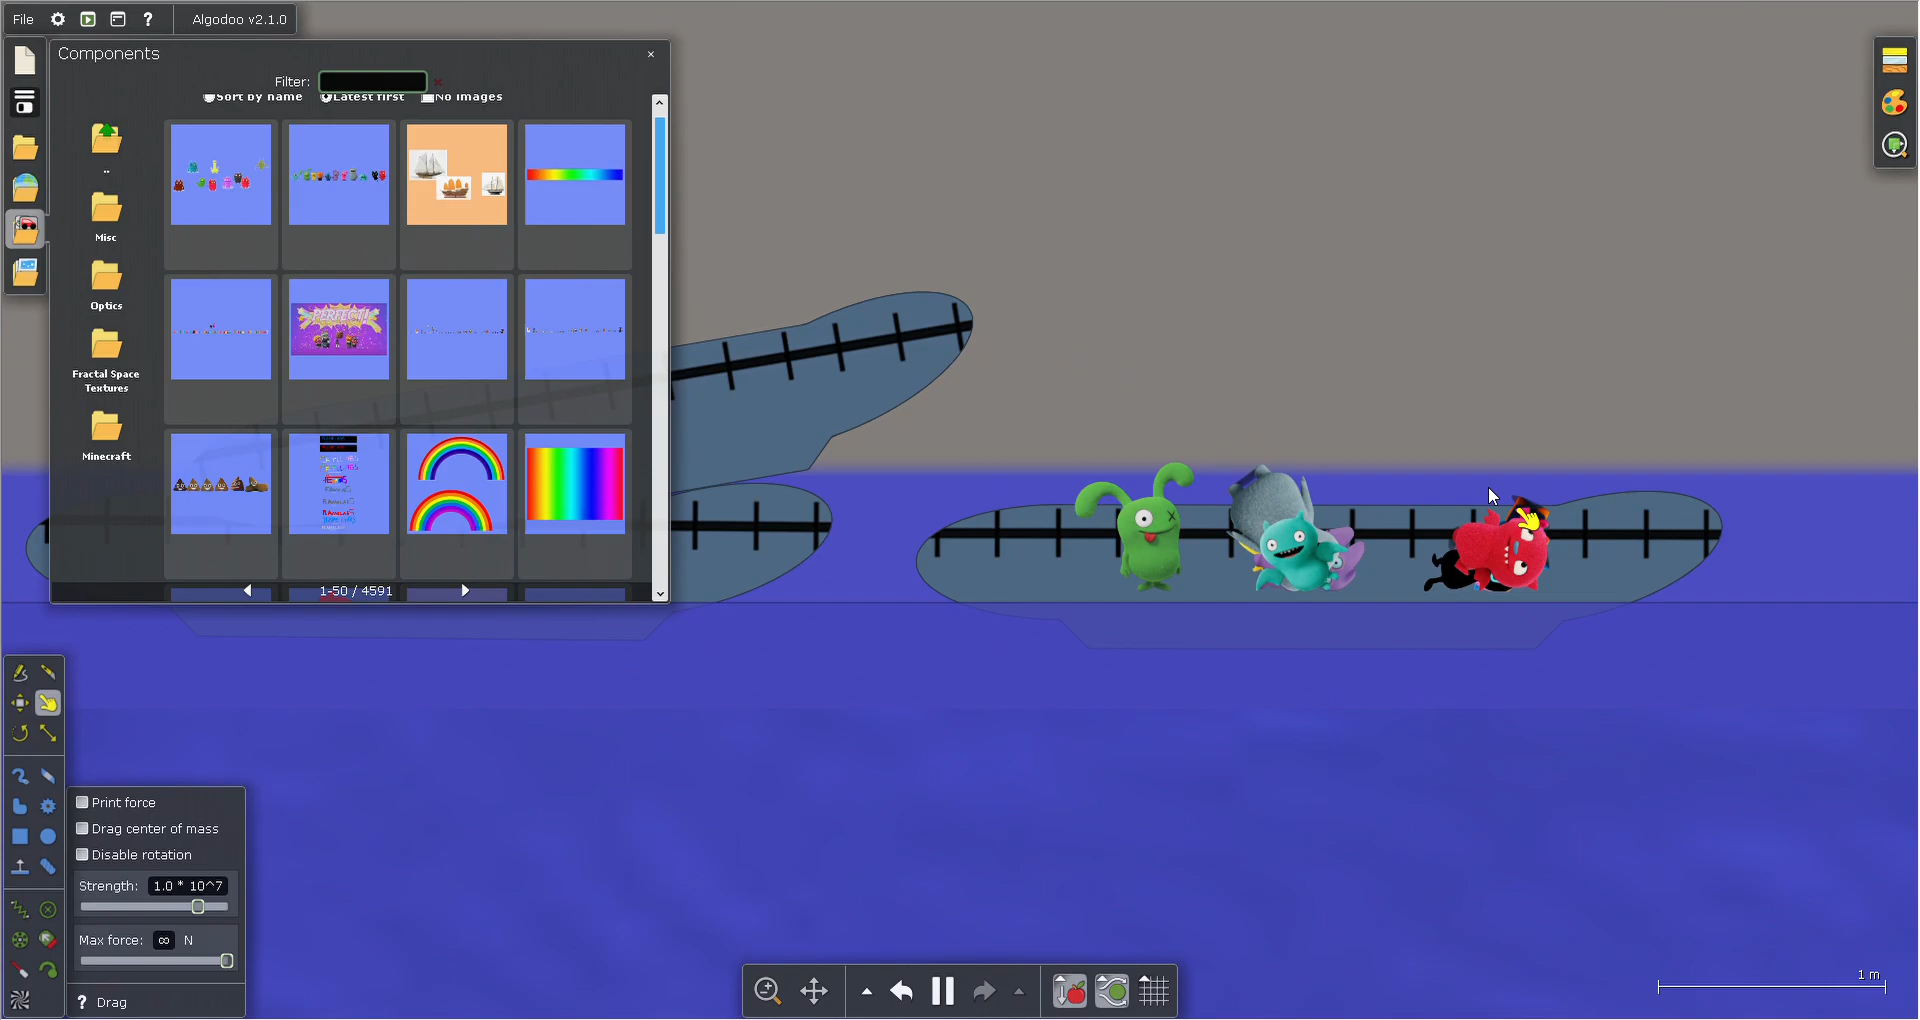 File ? Algodoo v2.1.0
Components
Filter:
Sort by name Latest first No images
..
Misc
Optics
Fractal Space
Textures
Minecraft
PERFECT!
1-50 / 4591
Print force
Drag center of mass
Disable rotation
Strength: 1.0 * 10^7
Max force: ∞ N
? Drag
1 m